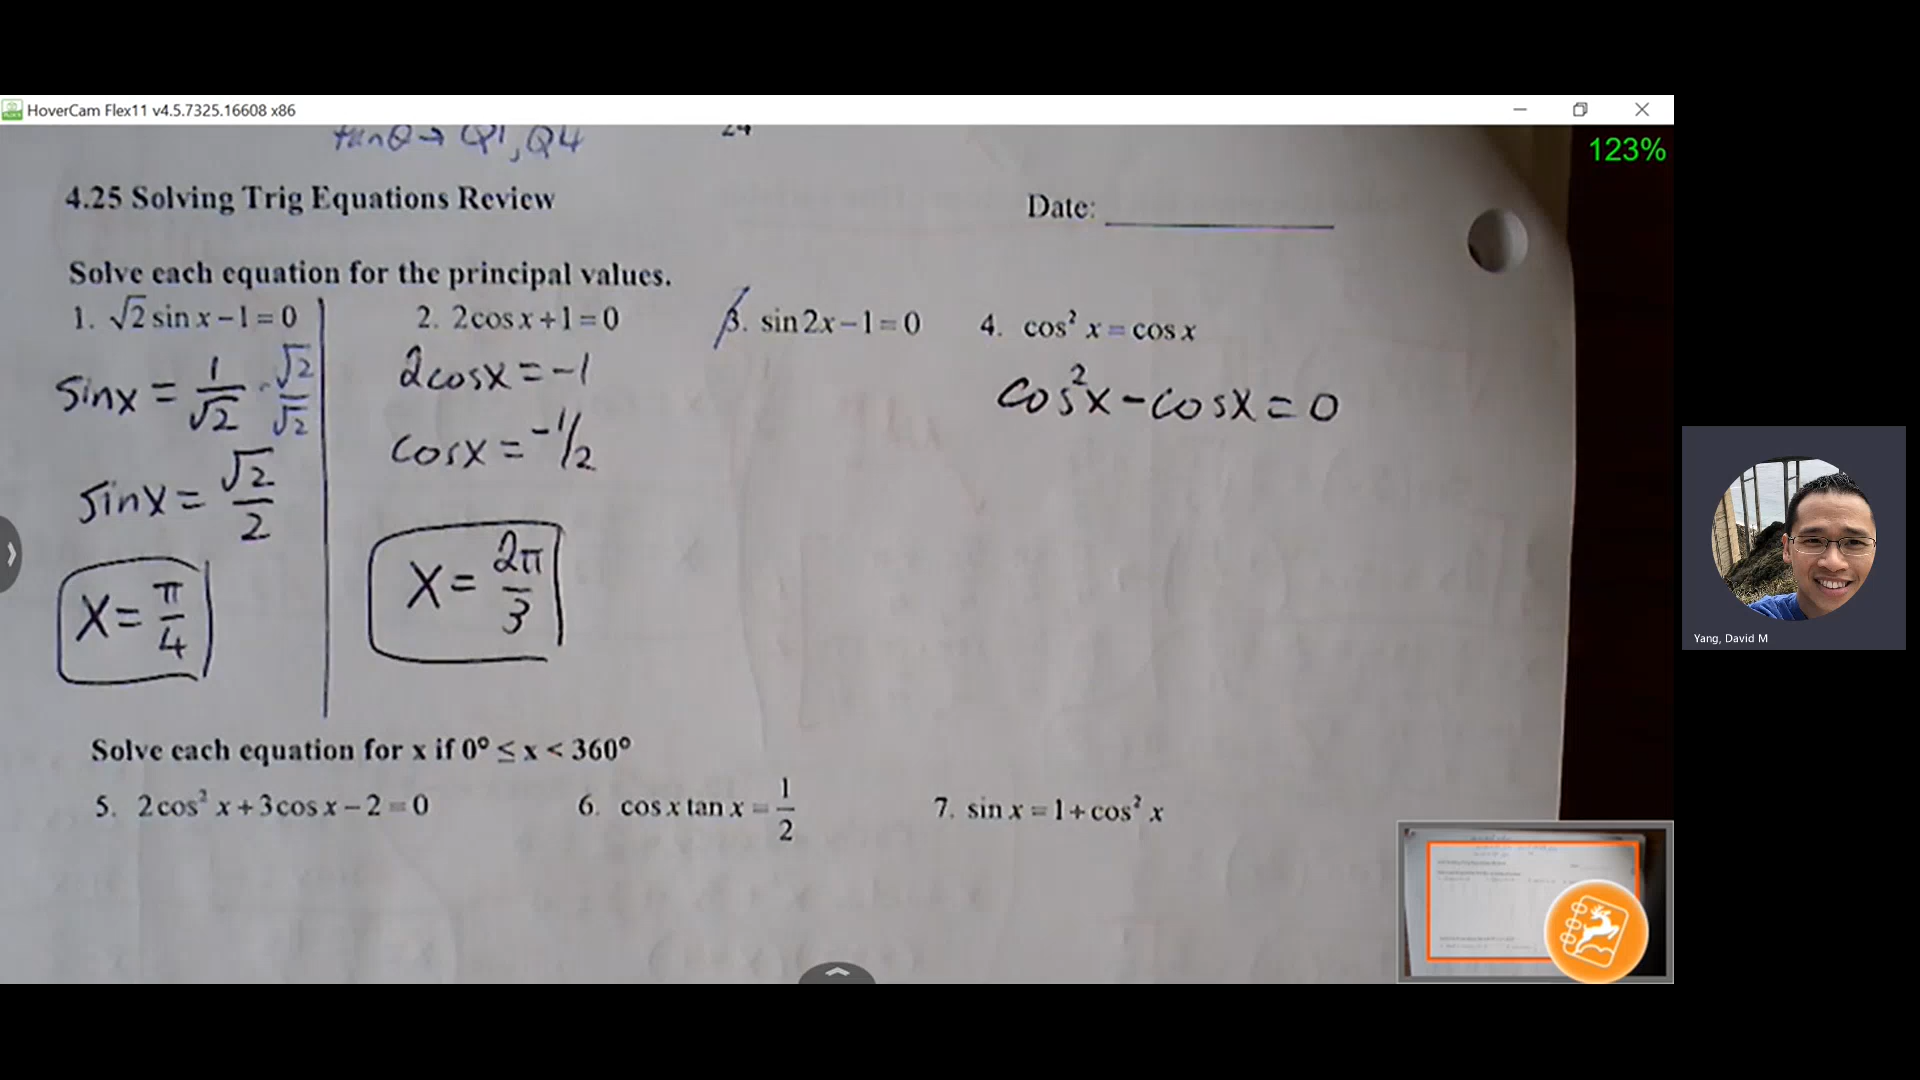 HoverCam Flex11 v4.5.7325.16608 x86
123%
tanθ → Q1, Q4
24
4.25 Solving Trig Equations Review
Date:
Solve each equation for the principal values.
1. √2 sin x − 1 = 0
sinx = 1/√2 · √2/√2
sinx = √2/2
x = π/4
2. 2cos x + 1 = 0
2cosx = −1
cosx = −1/2
x = 2π/3
3. sin 2x − 1 = 0
4. cos² x = cos x
cos²x − cosx = 0
Solve each equation for x if 0° ≤ x < 360°
5. 2cos² x + 3cos x − 2 = 0
6. cos x tan x = 1/2
7. sin x = 1 + cos² x
Yang, David M